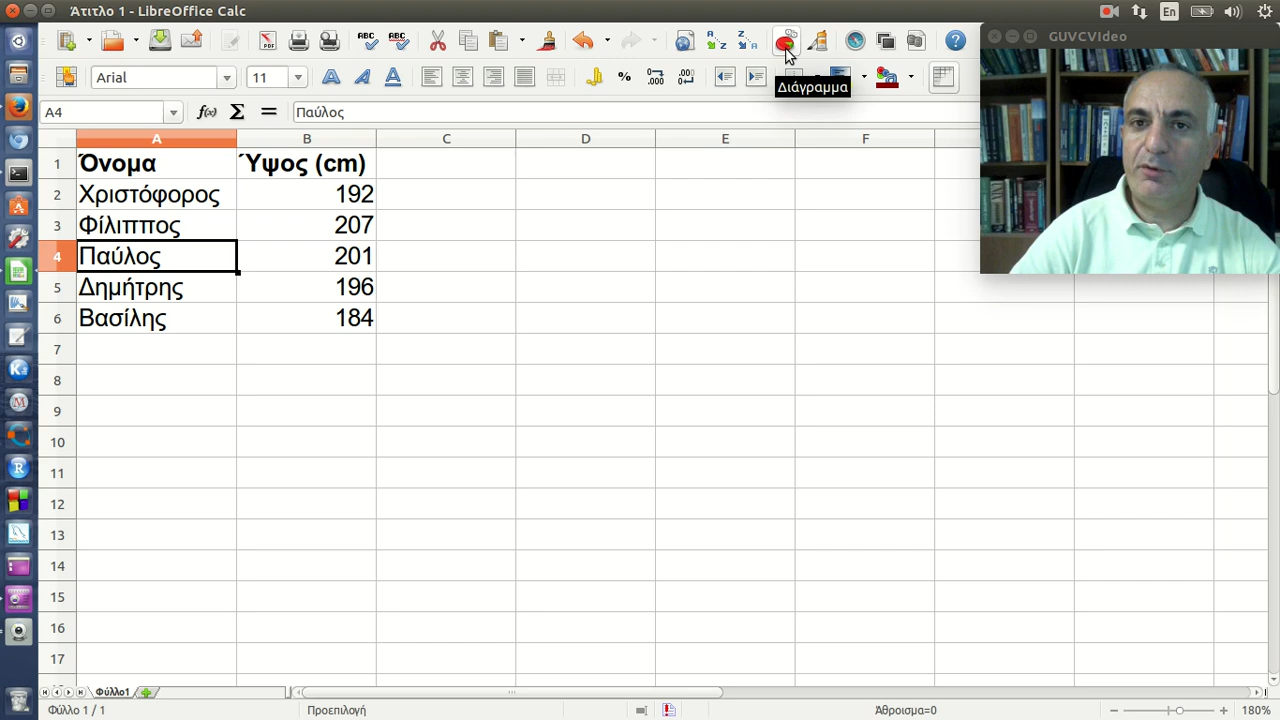 Άτιτλο 1 - LibreOffice Calc
En
GUVCVIdeo
Arial
11
Διάγραμμα
A4
Παύλος
A B C D E F
1 Όνομα Ύψος (cm)
2 Χριστόφορος 192
3 Φίλιππος 207
4 Παύλος 201
5 Δημήτρης 196
6 Βασίλης 184
7
8
9
10
11
12
13
14
15
16
17
Φύλλο1
Φύλλο 1 / 1 Προεπιλογή Άθροισμα=0 180%